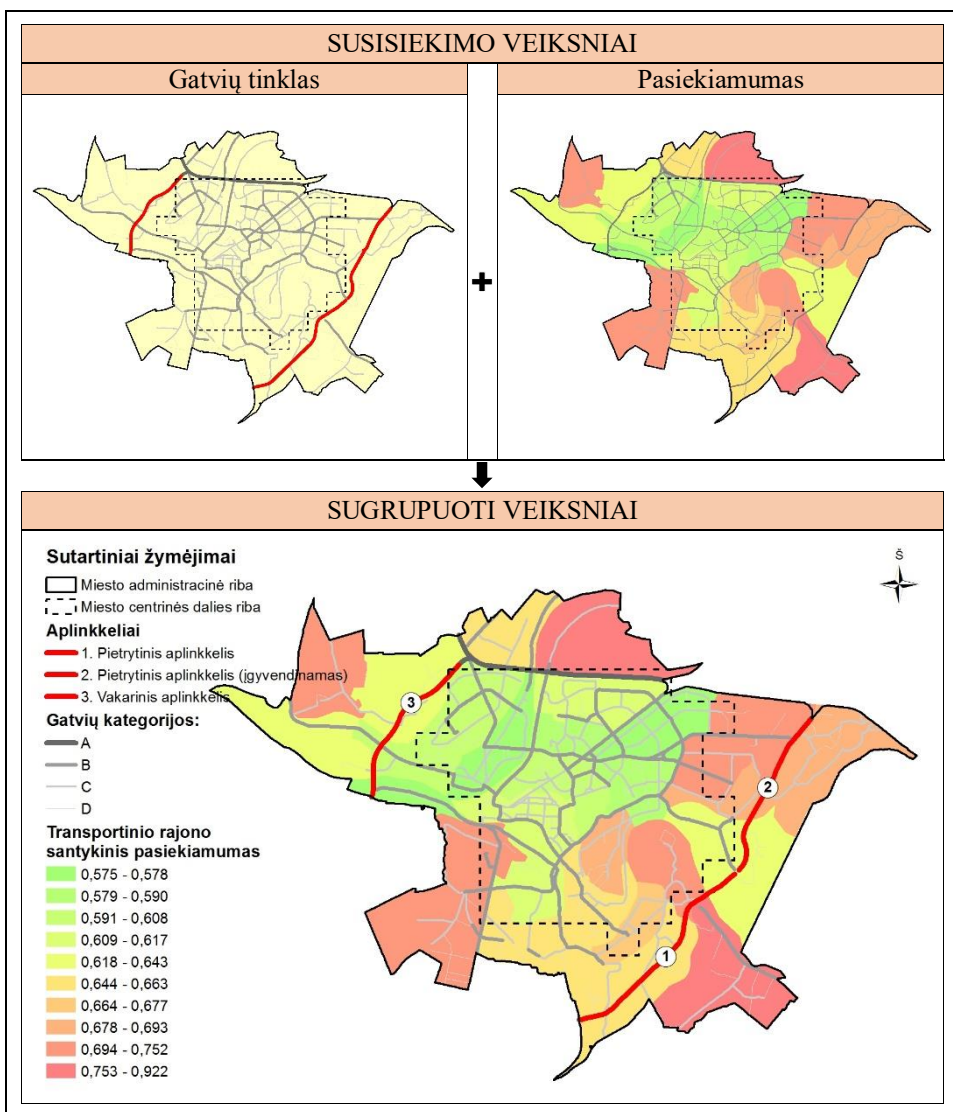 SUSISIEKIMO VEIKSNIAI
Gatvių tinklas
Pasiekiamumas
+
SUGRUPUOTI VEIKSNIAI
Sutartiniai žymėjimai
Miesto administracinė riba
Miesto centrinės dalies riba
Aplinkkeliai
1. Pietrytinis aplinkkelis
2. Pietrytinis aplinkkelis (įgyvendinamas)
3. Vakarinis aplinkkelis
Gatvių kategorijos:
A
B
C
D
Transportinio rajono
santykinis pasiekiamumas
0,575 - 0,578
0,579 - 0,590
0,591 - 0,608
0,609 - 0,617
0,618 - 0,643
0,644 - 0,663
0,664 - 0,677
0,678 - 0,693
0,694 - 0,752
0,753 - 0,922
Š
3
2
1